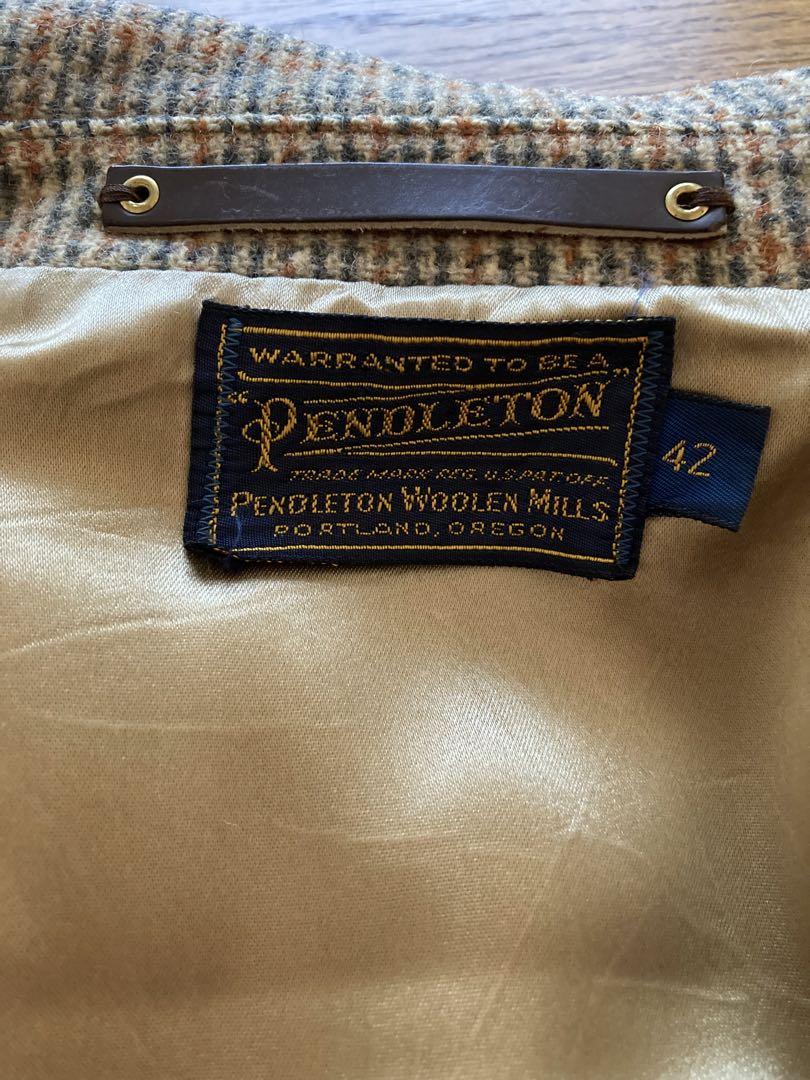 WARRANTED TO BE A
"PENDLETON"
TRADE MARK REG. U.S. PAT. OFF.
PENDLETON WOOLEN MILLS
PORTLAND, OREGON
42